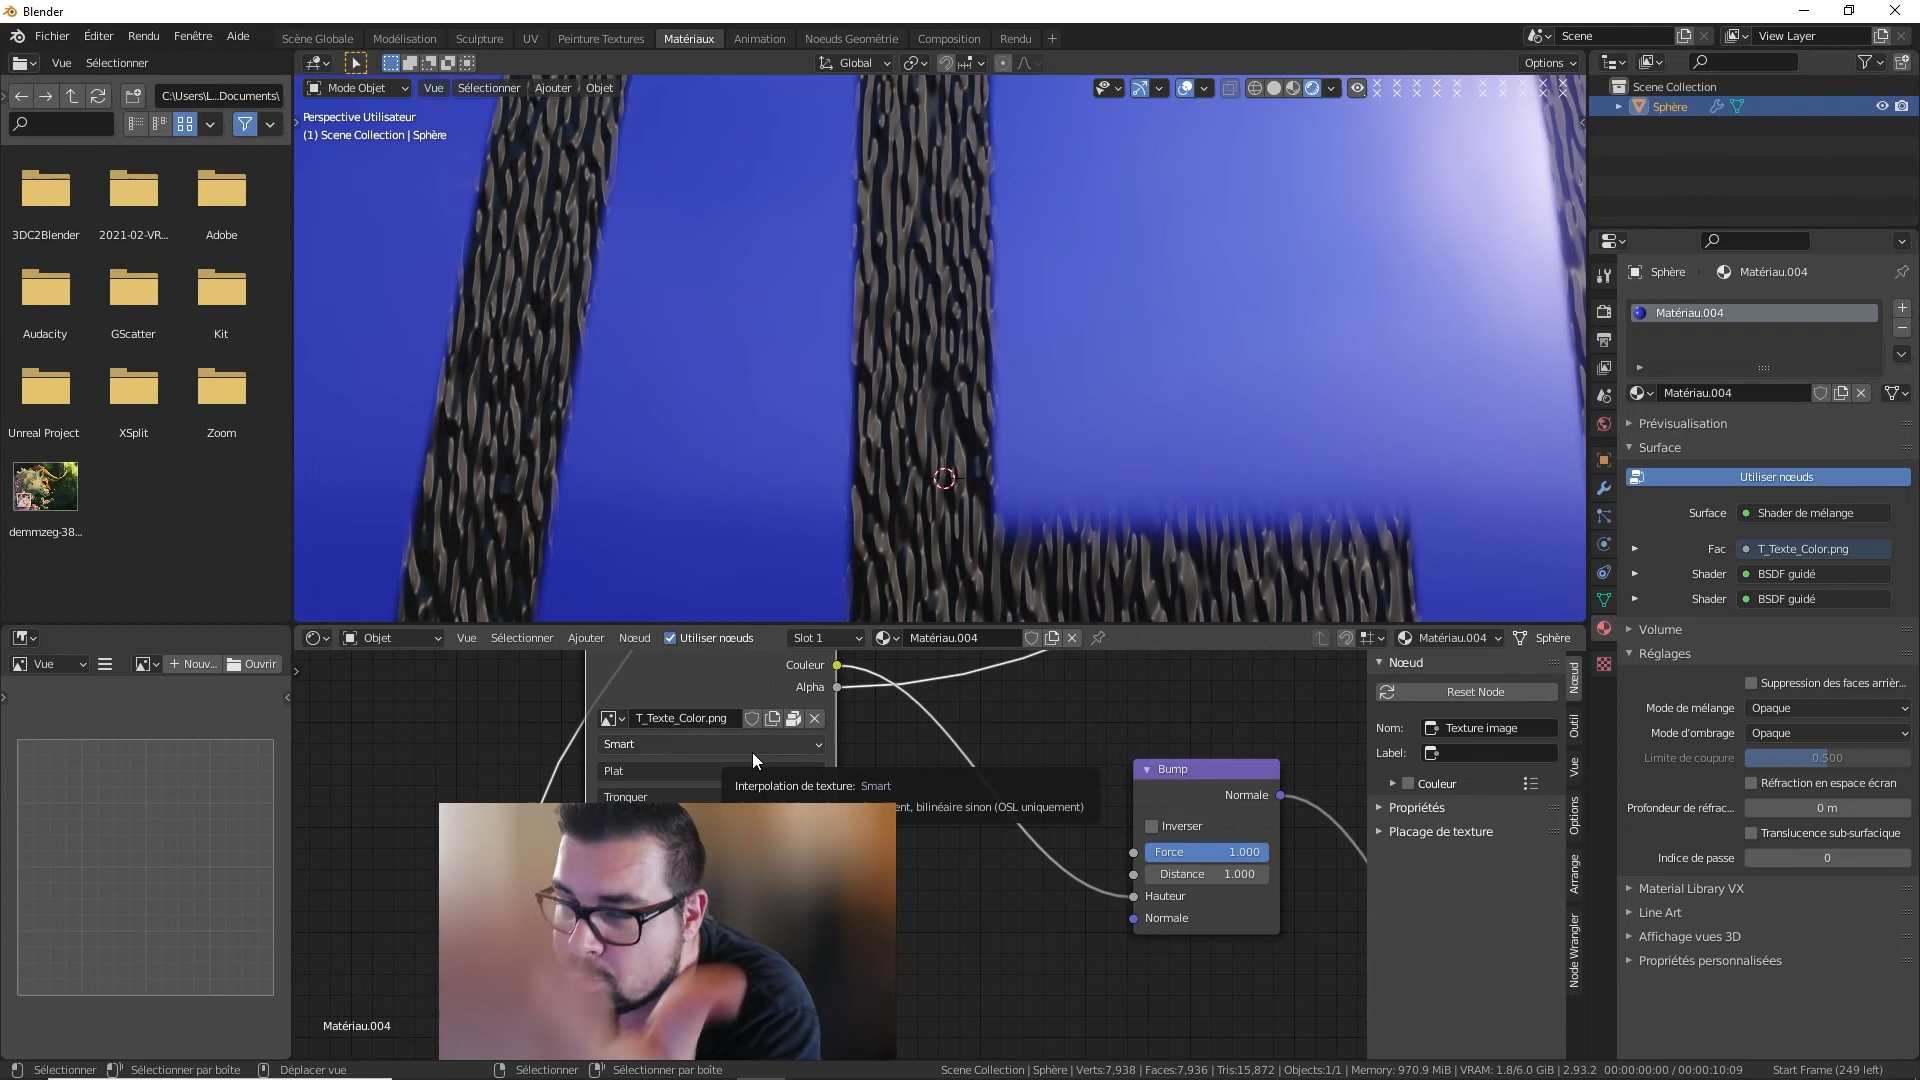 Blender
Fichier Éditer Rendu Fenêtre Aide
Scène Globale Modélisation Sculpture UV Peinture Textures Matériaux Animation Noeuds Géométrie Composition Rendu +
Scene
View Layer
Vue Sélectionner
C:\Users\L...Documents\
3DC2Blender 2021-02-VR... Adobe
Audacity GScatter Kit
Unreal Project XSplit Zoom
demmzeg-38...
Global
Options
Mode Objet Vue Sélectionner Ajouter Objet
Perspective Utilisateur
(1) Scene Collection | Sphère
Scene Collection
Sphère
Sphère Matériau.004
Matériau.004
Matériau.004
Prévisualisation
Surface
Utiliser nœuds
Surface Shader de mélange
Fac T_Texte_Color.png
Shader BSDF guidé
Shader BSDF guidé
Volume
Réglages
Suppression des faces arrièr...
Mode de mélange Opaque
Mode d'ombrage Opaque
Limite de coupure 0.500
Réfraction en espace écran
Profondeur de réfrac... 0 m
Translucence sub-surfacique
Indice de passe 0
Material Library VX
Line Art
Affichage vues 3D
Propriétés personnalisées
Vue Nouv... Ouvrir
Objet Vue Sélectionner Ajouter Nœud Utiliser nœuds Slot 1 Matériau.004 Matériau.004 Sphère
Couleur
Alpha
T_Texte_Color.png
Smart
Plat
Tronquer
Interpolation de texture: Smart
ent, bilinéaire sinon (OSL uniquement)
Bump
Normale
Inverser
Force 1.000
Distance 1.000
Hauteur
Normale
Nœud
Reset Node
Nom: Texture image
Label:
Couleur
Propriétés
Placage de texture
Nœud
Outil
Vue
Options
Arrange
Node Wrangler
Matériau.004
Sélectionner Sélectionner par boîte Déplacer vue Sélectionner Sélectionner par boîte
Scene Collection | Sphère | Verts:7,938 | Faces:7,936 | Tris:15,872 | Objects:1/1 | Memory: 970.9 MiB | VRAM: 1.8/6.0 GiB | 2.93.2 00:00:00:00 / 00:00:10:09 Start Frame (249 left)